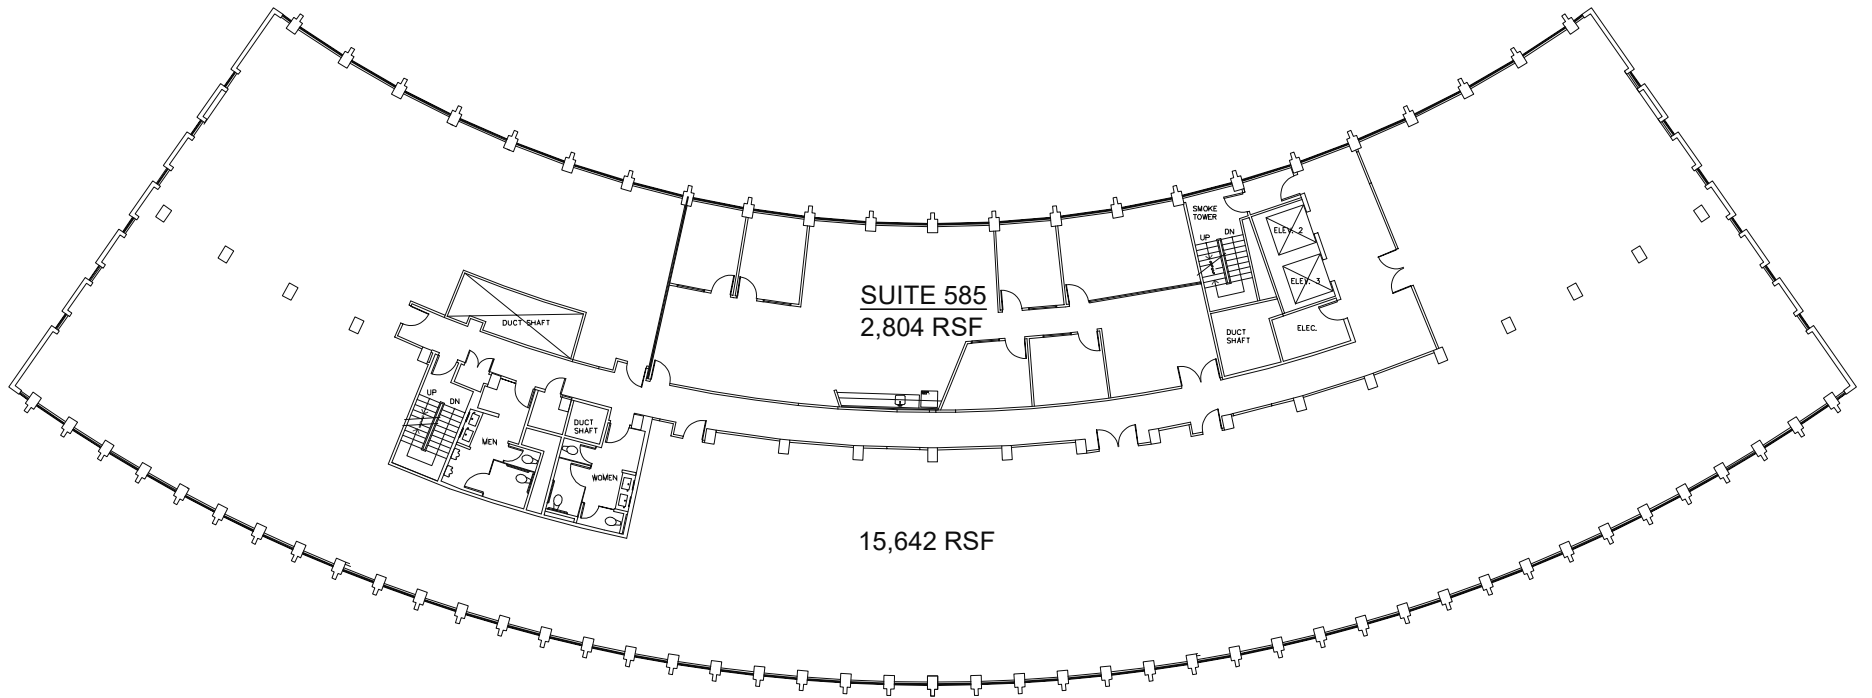 SMOKE
TOWER
UP
DN
ELEV. 2
ELEV. 3
SUITE 585
2,804 RSF
DUCT SHAFT
DUCT
SHAFT
ELEC.
UP
DN
DUCT
SHAFT
MEN
WOMEN
15,642 RSF